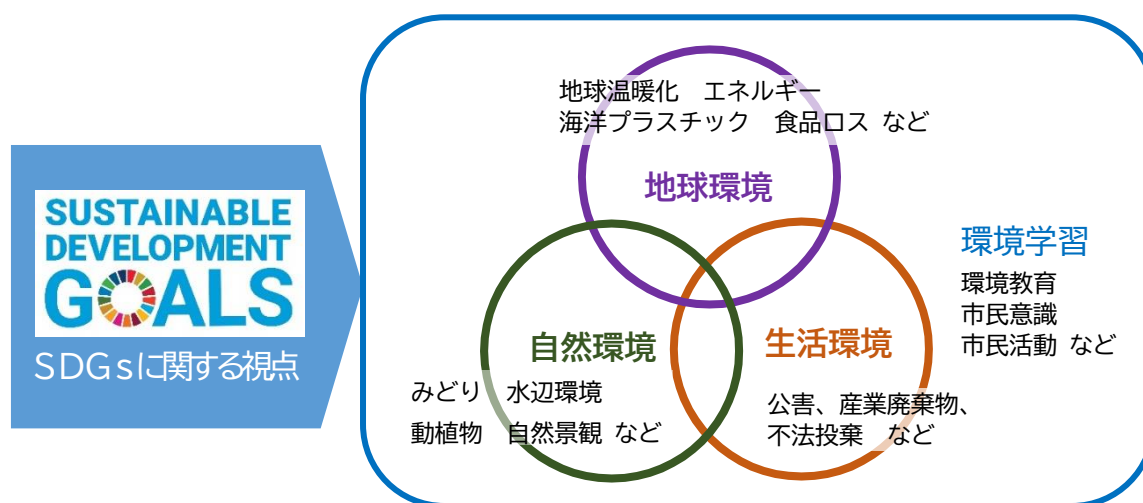 SUSTAINABLE
DEVELOPMENT
GOALS
ＳＤＧｓに関する視点
地球温暖化　エネルギー
海洋プラスチック　食品ロス など
地球環境
自然環境
みどり　水辺環境
動植物　自然景観 など
生活環境
公害、産業廃棄物、
不法投棄　など
環境学習
環境教育
市民意識
市民活動 など